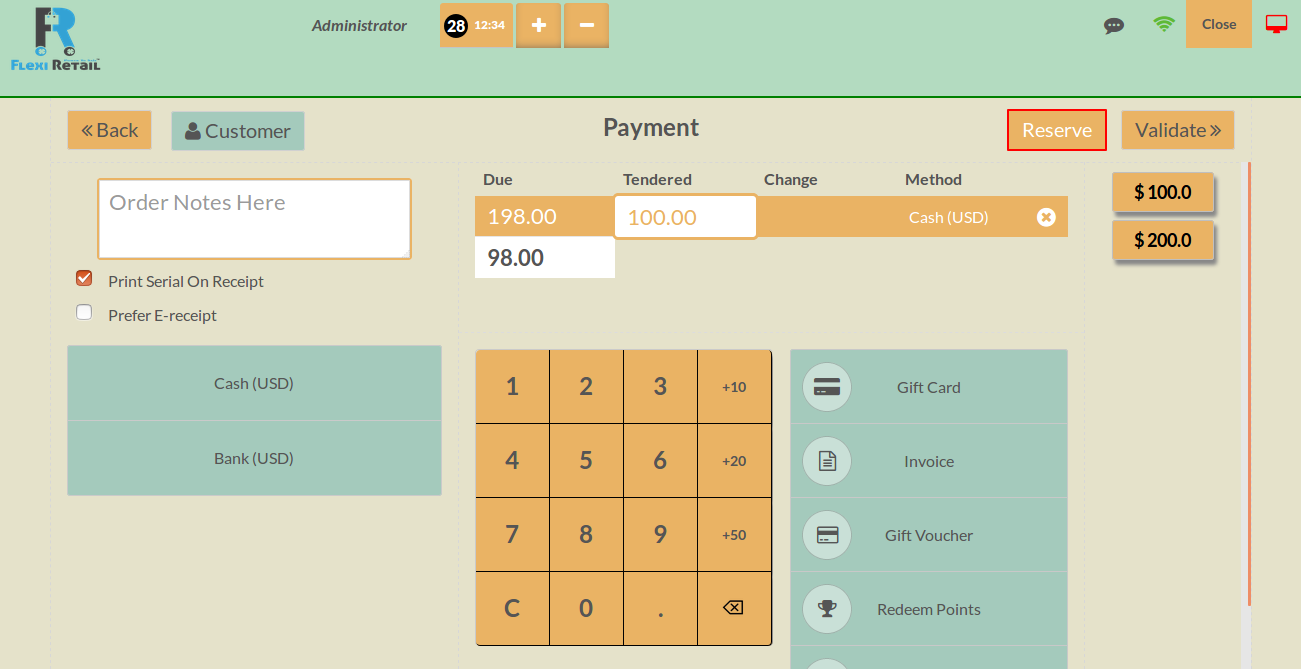 FLEXI RETAIL
Administrator
28 12:34
+
−
Close
« Back
Customer
Payment
Reserve
Validate »
Order Notes Here
Print Serial On Receipt
Prefer E-receipt
Cash (USD)
Bank (USD)
Due Tendered Change Method
198.00 100.00 Cash (USD)
98.00
$ 100.0
$ 200.0
1 2 3 +10
4 5 6 +20
7 8 9 +50
C 0 .
Gift Card
Invoice
Gift Voucher
Redeem Points